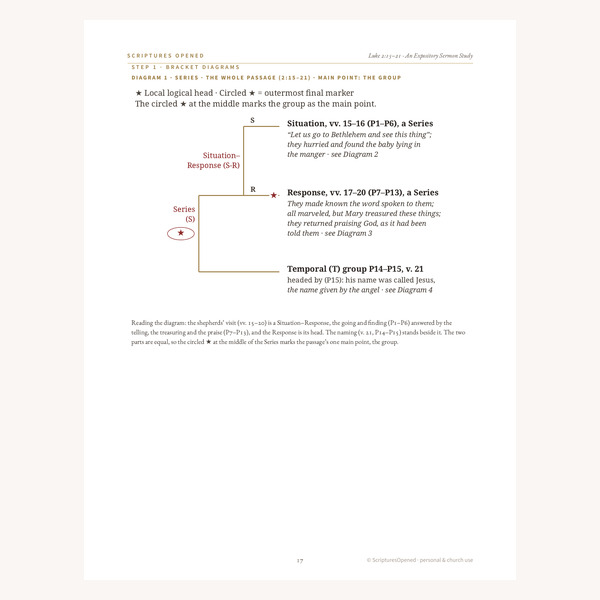 SCRIPTURES OPENED
Luke 2:15–21 · An Expository Sermon Study
STEP 1 · BRACKET DIAGRAMS
DIAGRAM 1 · SERIES · THE WHOLE PASSAGE (2:15–21) · MAIN POINT: THE GROUP
★ Local logical head · Circled ★ = outermost final marker
The circled ★ at the middle marks the group as the main point.
S
Situation, vv. 15–16 (P1–P6), a Series
“Let us go to Bethlehem and see this thing”;
they hurried and found the baby lying in
the manger · see Diagram 2
Situation–
Response (S-R)
R
★
Response, vv. 17–20 (P7–P13), a Series
They made known the word spoken to them;
all marveled, but Mary treasured these things;
they returned praising God, as it had been
told them · see Diagram 3
Series
(S)
★
Temporal (T) group P14–P15, v. 21
headed by (P15): his name was called Jesus,
the name given by the angel · see Diagram 4
Reading the diagram: the shepherds’ visit (vv. 15–20) is a Situation–Response, the going and finding (P1–P6) answered by the
telling, the treasuring and the praise (P7–P13), and the Response is its head. The naming (v. 21, P14–P15) stands beside it. The two
parts are equal, so the circled ★ at the middle of the Series marks the passage’s one main point, the group.
17
© ScripturesOpened · personal & church use